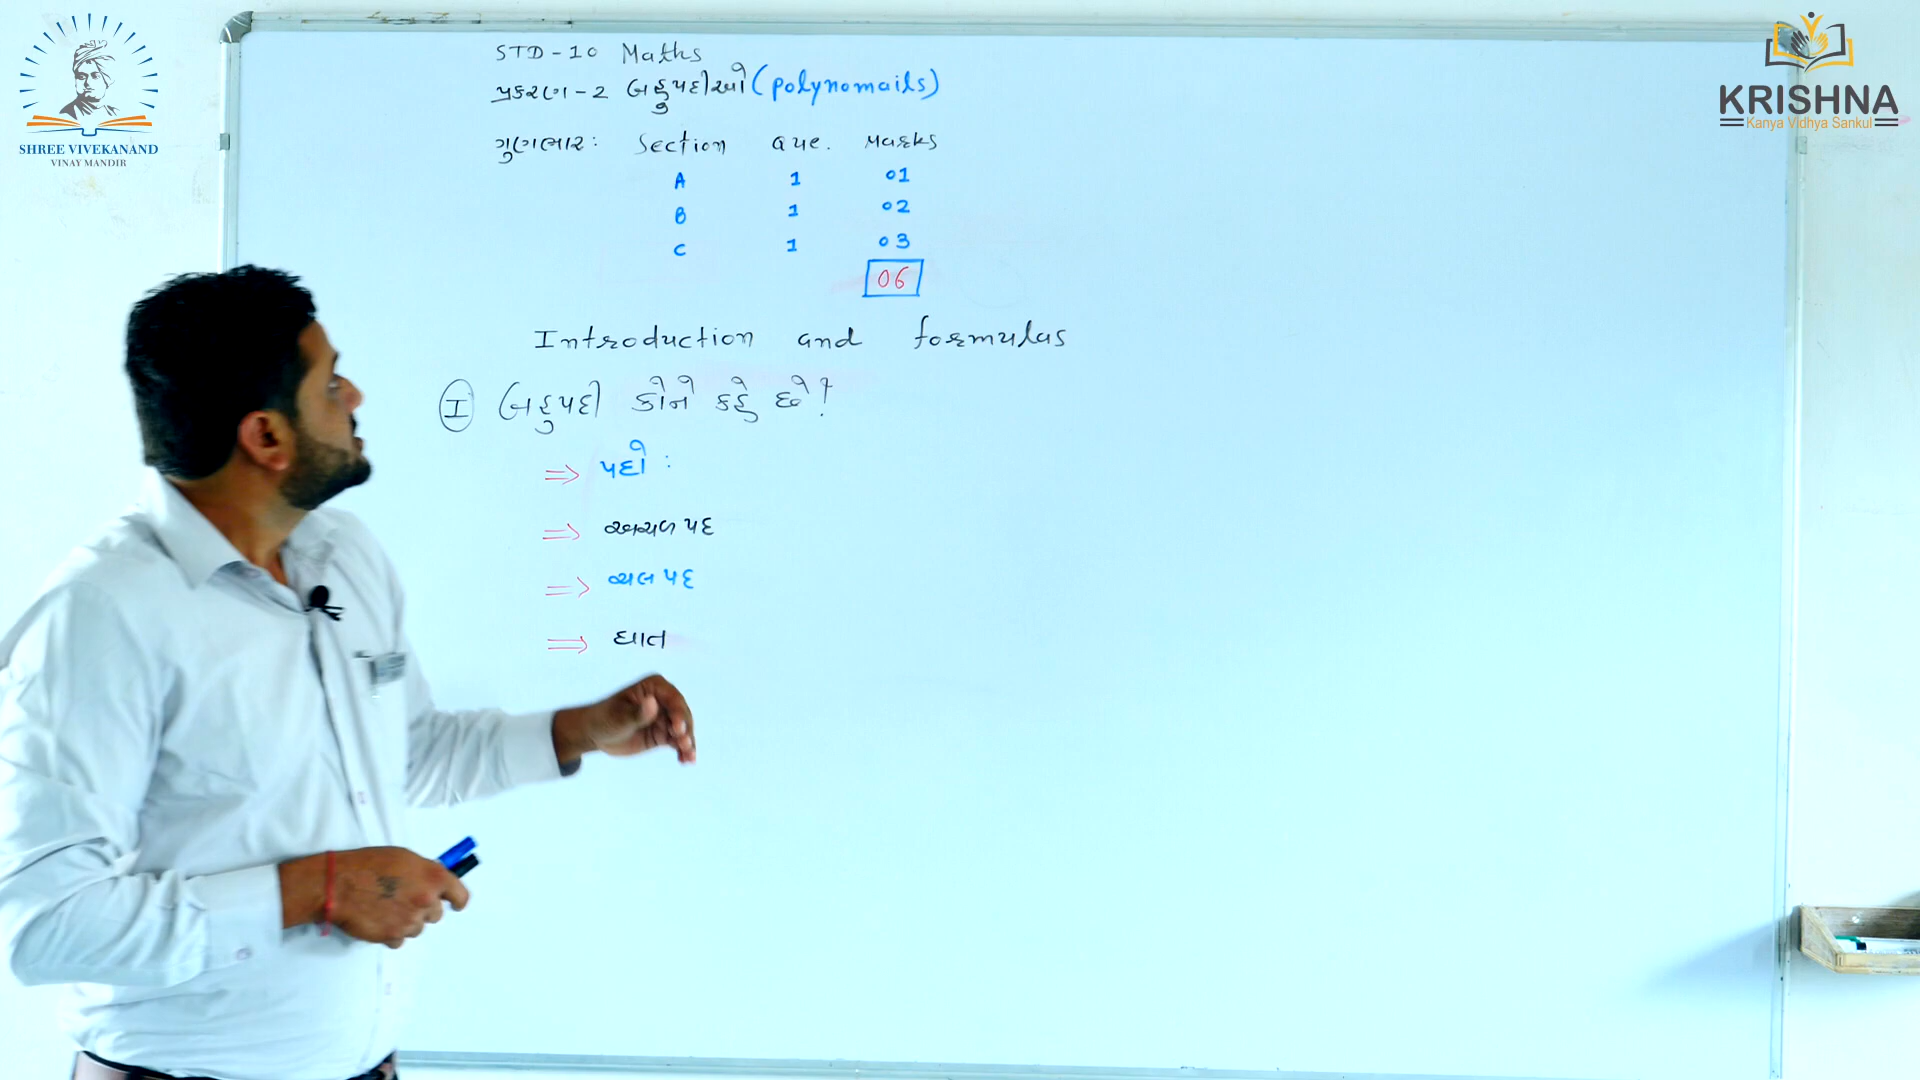 SHREE VIVEKANAND
VINAY MANDIR
KRISHNA
Kanya Vidhya Sankul
STD - 10 Maths
પ્રકરણ - 2 બહુપદીઓ (polynomails)
ગુણભાર : Section Que. Marks
A 1 01
B 1 02
C 1 03
06
Introduction and formulas
I બહુપદી કોને કહે છે?
⇒ પદો :
⇒ અચળ પદ
⇒ ચલ પદ
⇒ ઘાત